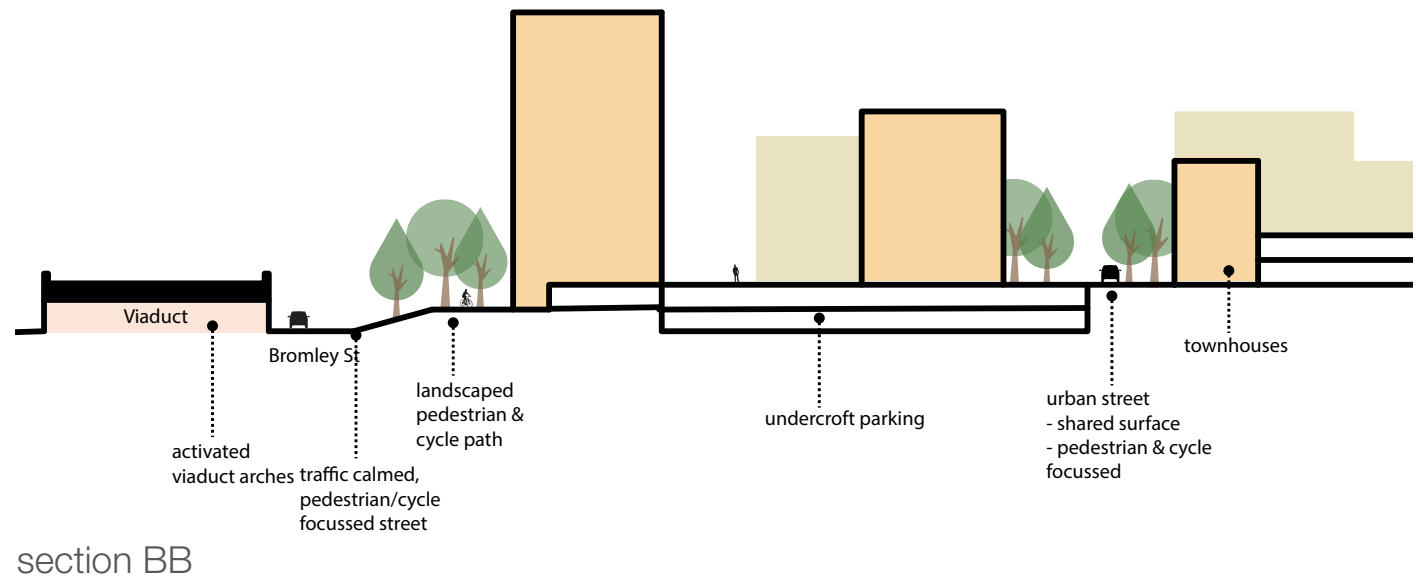 Viaduct
Bromley St
activated
viaduct arches
traffic calmed,
pedestrian/cycle
focussed street
landscaped
pedestrian &
cycle path
undercroft parking
urban street
- shared surface
- pedestrian & cycle
focussed
townhouses
section BB